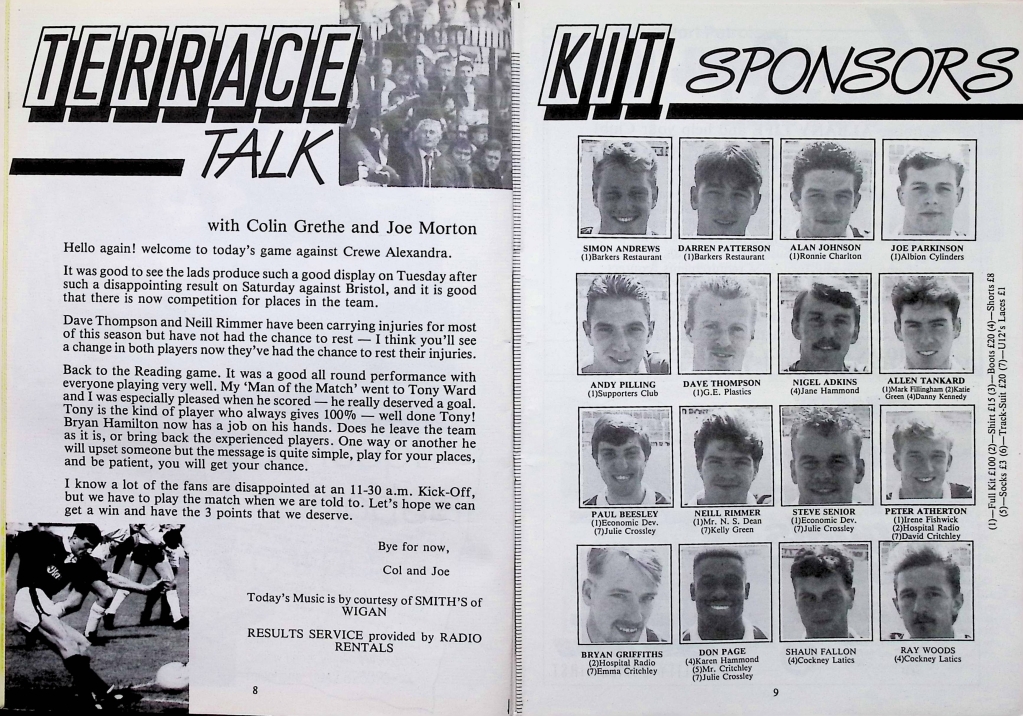 TERRACE
TALK
with Colin Grethe and Joe Morton
Hello again! welcome to today's game against Crewe Alexandra.
It was good to see the lads produce such a good display on Tuesday after
such a disappointing result on Saturday against Bristol, and it is good
that there is now competition for places in the team.
Dave Thompson and Neill Rimmer have been carrying injuries for most
of this season but have not had the chance to rest — I think you'll see
a change in both players now they've had the chance to rest their injuries.
Back to the Reading game. It was a good all round performance with
everyone playing very well. My 'Man of the Match' went to Tony Ward
and I was especially pleased when he scored — he really deserved a goal.
Tony is the kind of player who always gives 100% — well done Tony!
Bryan Hamilton now has a job on his hands. Does he leave the team
as it is, or bring back the experienced players. One way or another he
will upset someone but the message is quite simple, play for your places,
and be patient, you will get your chance.
I know a lot of the fans are disappointed at an 11-30 a.m. Kick-Off,
but we have to play the match when we are told to. Let's hope we can
get a win and have the 3 points that we deserve.
Bye for now,
Col and Joe
Today's Music is by courtesy of SMITH'S of
WIGAN
RESULTS SERVICE provided by RADIO
RENTALS
8
KIT SPONSORS
SIMON ANDREWS
(1)Barkers Restaurant
DARREN PATTERSON
(1)Barkers Restaurant
ALAN JOHNSON
(1)Ronnie Charlton
JOE PARKINSON
(1)Albion Cylinders
ANDY PILLING
(1)Supporters Club
DAVE THOMPSON
(1)G.E. Plastics
NIGEL ADKINS
(4)Jane Hammond
ALLEN TANKARD
(1)Mark Fillingham (2)Katie
Green (4)Danny Kennedy
PAUL BEESLEY
(1)Economic Dev.
(7)Julie Crossley
NEILL RIMMER
(1)Mr. N. S. Dean
(7)Kelly Green
STEVE SENIOR
(1)Economic Dev.
(7)Julie Crossley
PETER ATHERTON
(1)Irene Fishwick
(2)Hospital Radio
(7)David Critchley
BRYAN GRIFFITHS
(2)Hospital Radio
(7)Emma Critchley
DON PAGE
(4)Karen Hammond
(5)Mr. Critchley
(7)Julie Crossley
SHAUN FALLON
(4)Cockney Latics
RAY WOODS
(4)Cockney Latics
(1)—Full Kit £100 (2)—Shirt £15 (3)—Boots £20 (4)—Shorts £8
(5)—Socks £3 (6)—Track-Suit £20 (7)—U12's Laces £1
9